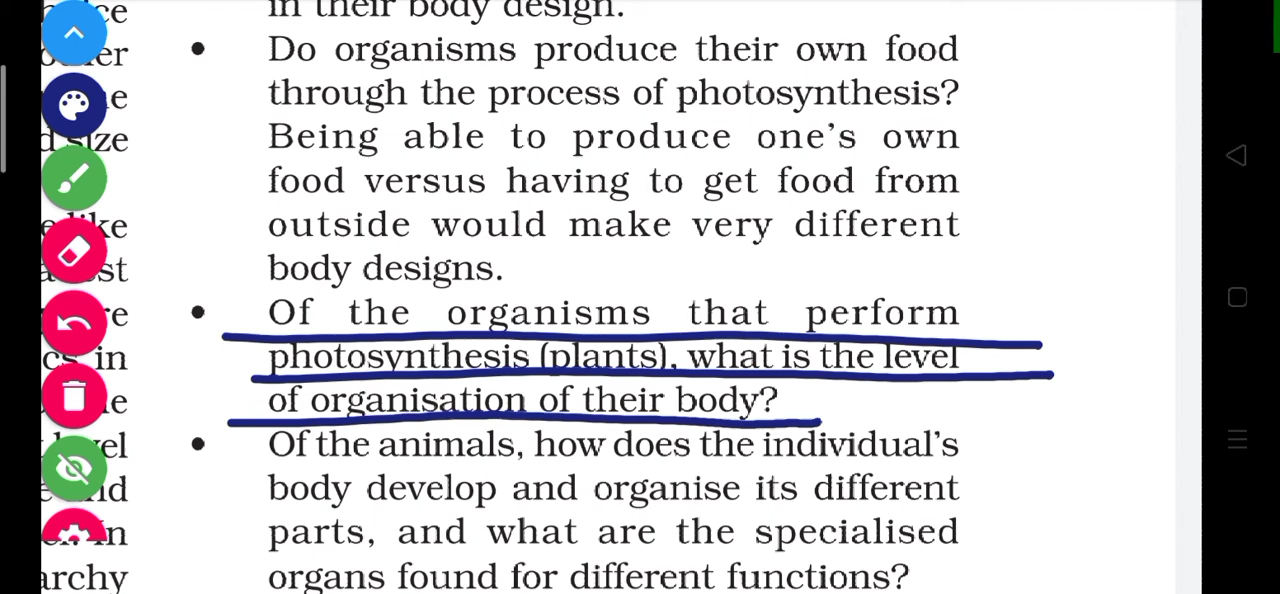 in their body design.
• Do organisms produce their own food
through the process of photosynthesis?
Being able to produce one's own
food versus having to get food from
outside would make very different
body designs.
• Of the organisms that perform
photosynthesis (plants), what is the level
of organisation of their body?
• Of the animals, how does the individual's
body develop and organise its different
parts, and what are the specialised
organs found for different functions?